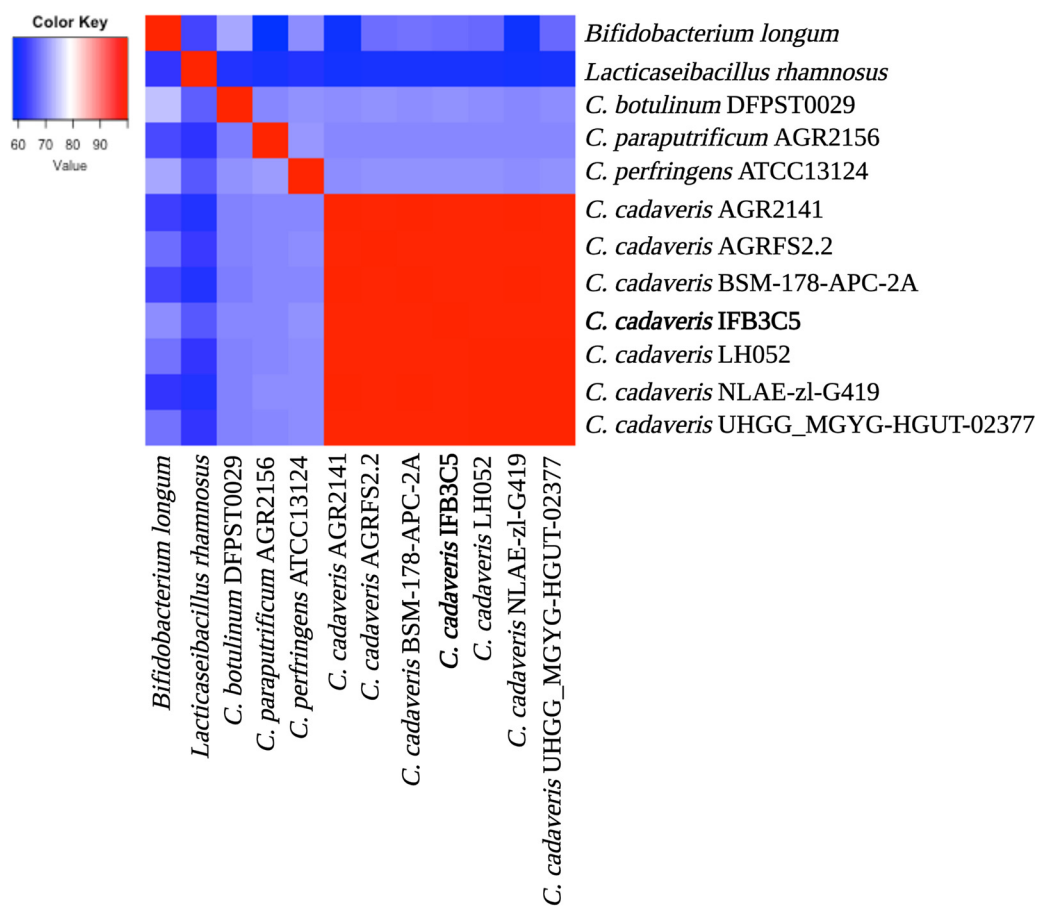 Color Key
60 70 80 90
Value
Bifidobacterium longum
Lacticaseibacillus rhamnosus
C. botulinum DFPST0029
C. paraputrificum AGR2156
C. perfringens ATCC13124
C. cadaveris AGR2141
C. cadaveris AGRFS2.2
C. cadaveris BSM-178-APC-2A
C. cadaveris IFB3C5
C. cadaveris LH052
C. cadaveris NLAE-zl-G419
C. cadaveris UHGG_MGYG-HGUT-02377
Bifidobacterium longum
Lacticaseibacillus rhamnosus
C. botulinum DFPST0029
C. paraputrificum AGR2156
C. perfringens ATCC13124
C. cadaveris AGR2141
C. cadaveris AGRFS2.2
C. cadaveris BSM-178-APC-2A
C. cadaveris IFB3C5
C. cadaveris LH052
C. cadaveris NLAE-zl-G419
C. cadaveris UHGG_MGYG-HGUT-02377